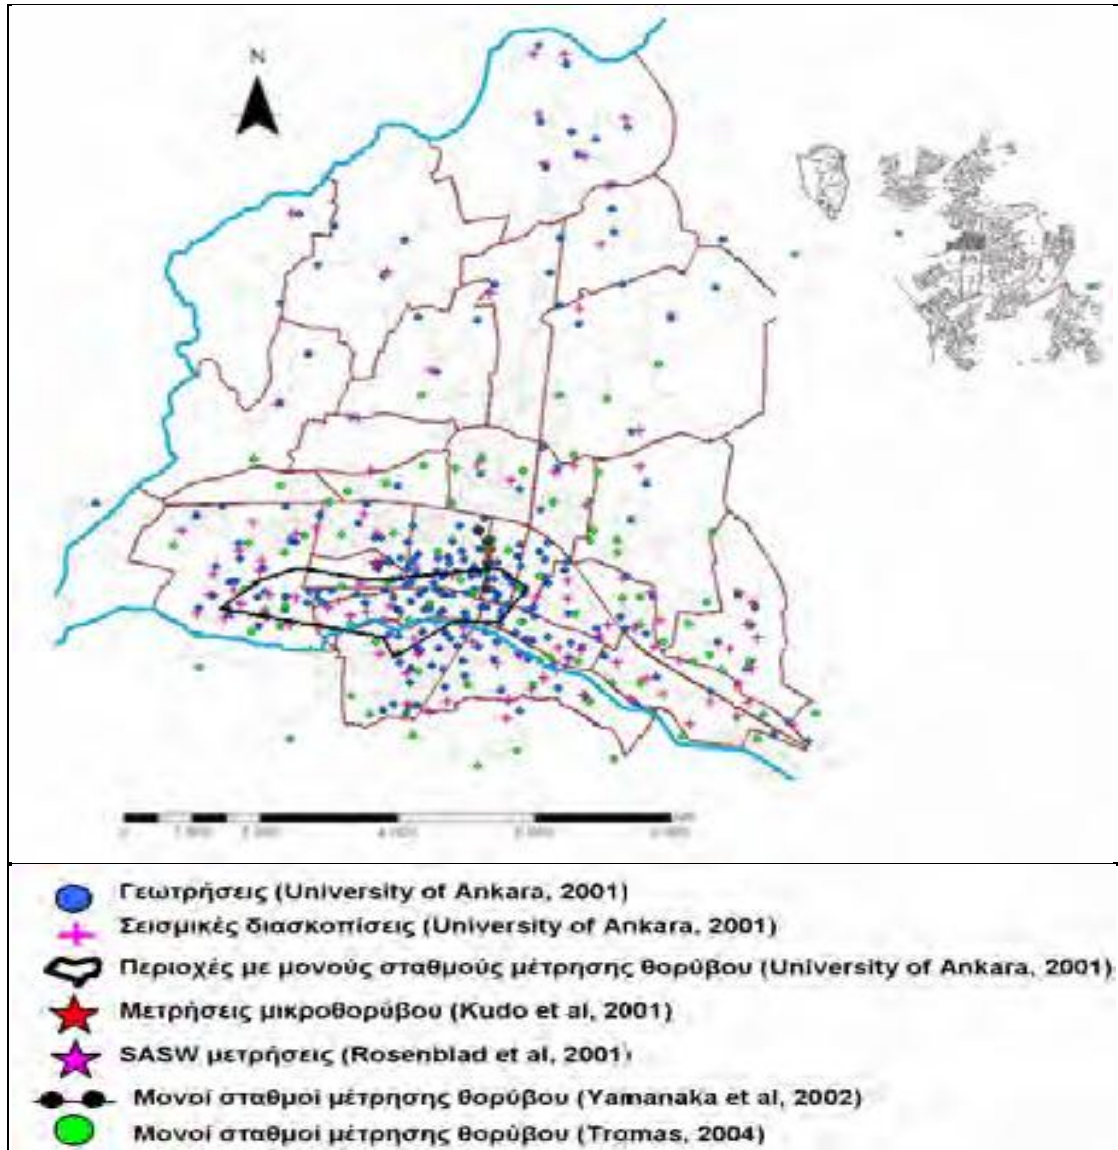 N
0
Γεωτρήσεις (University of Ankara, 2001)
Σεισμικές διασκοπίσεις (University of Ankara, 2001)
Περιοχές με μονούς σταθμούς μέτρησης θορύβου (University of Ankara, 2001)
Μετρήσεις μικροθορύβου (Kudo et al, 2001)
SASW μετρήσεις (Rosenblad et al, 2001)
Μονοί σταθμοί μέτρησης θορύβου (Yamanaka et al, 2002)
Μονοί σταθμοί μέτρησης θορύβου (Tromas, 2004)